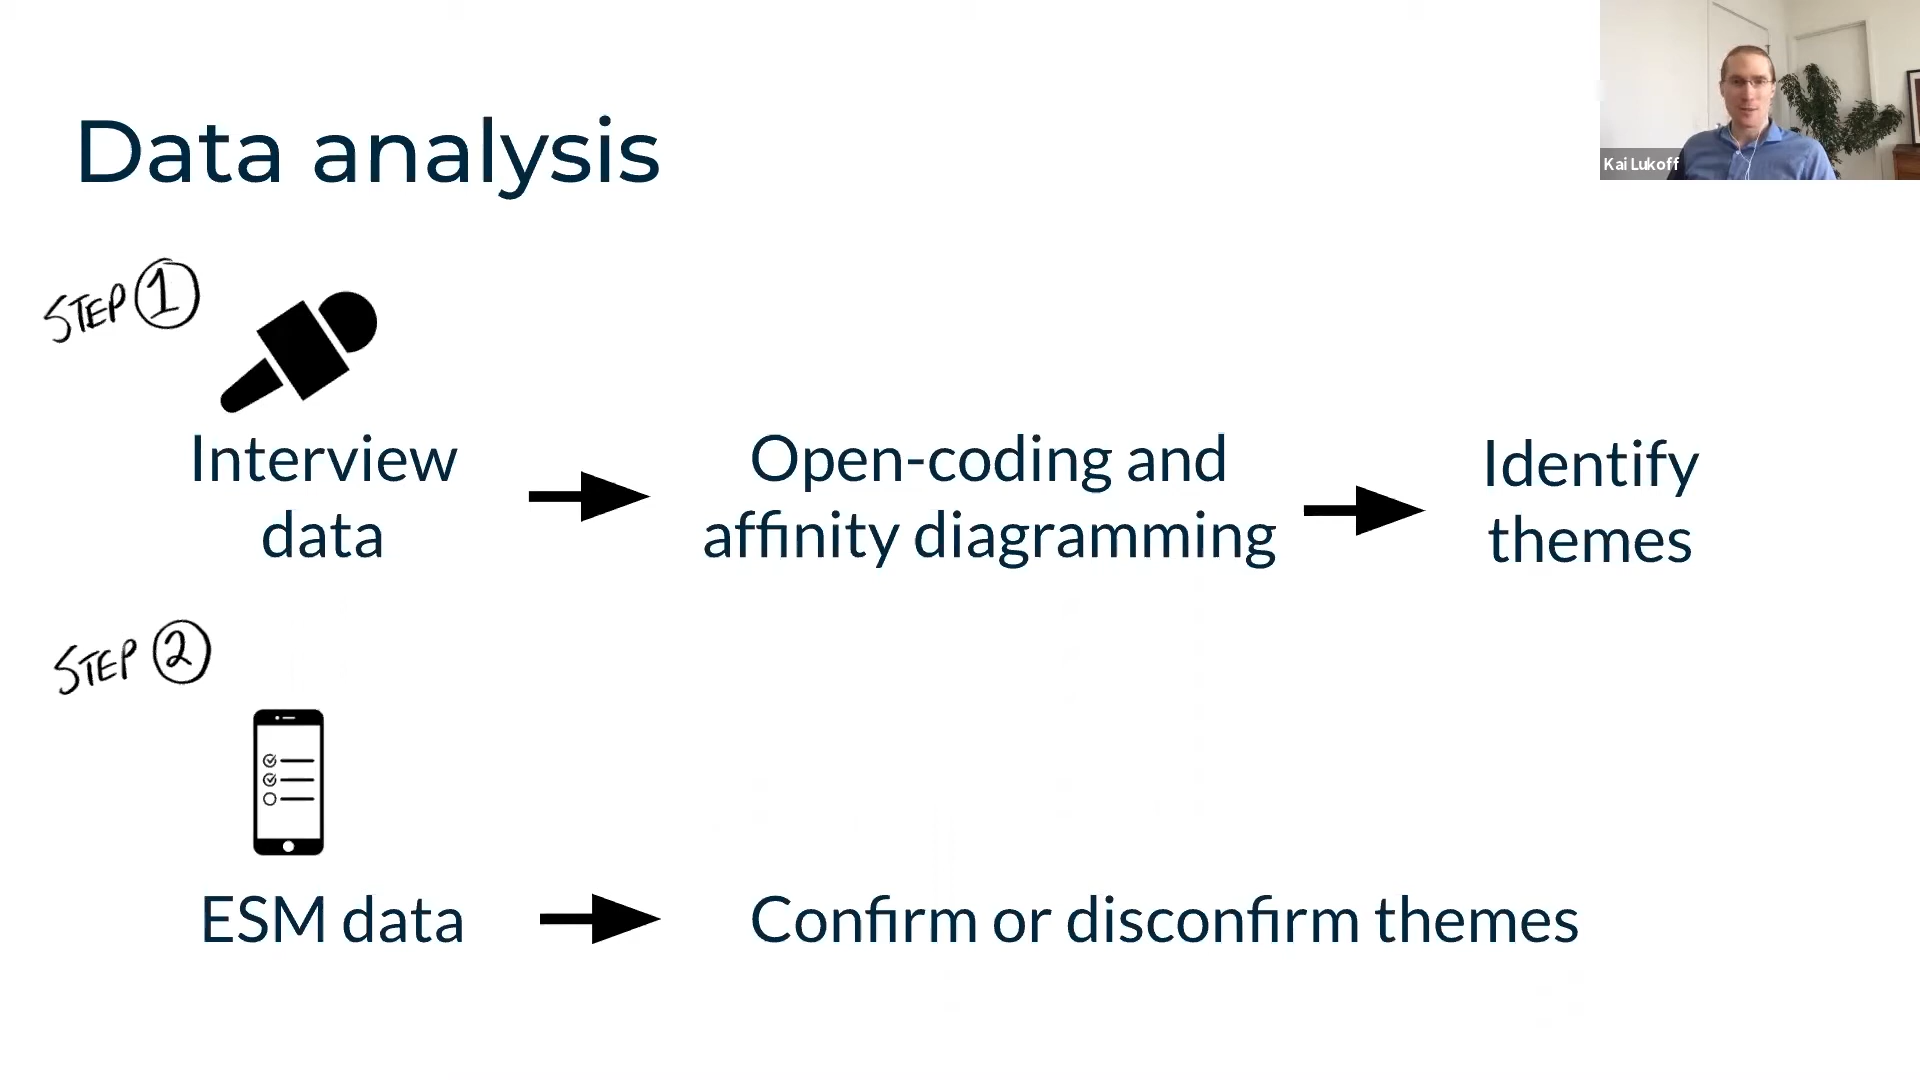 Data analysis
Kai Lukoff
STEP 1
Interview
data
Open-coding and
affinity diagramming
Identify
themes
STEP 2
ESM data
Confirm or disconfirm themes